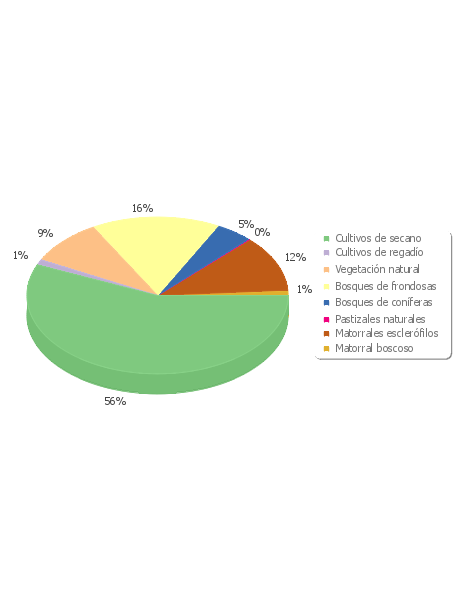 16%
5%
0%
9%
12%
1%
1%
56%
Cultivos de secano
Cultivos de regadío
Vegetación natural
Bosques de frondosas
Bosques de coníferas
Pastizales naturales
Matorrales esclerófilos
Matorral boscoso